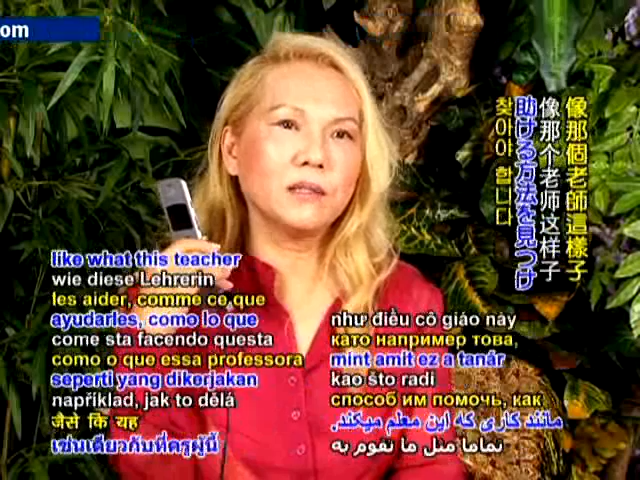 om
像那個老師這樣子
像那个老师这样子
助ける方法を見つけ
찾아야 합니다
like what this teacher
wie diese Lehrerin
les aider, comme ce que
ayudarles, como lo que
come sta facendo questa
como o que essa professora
seperti yang dikerjakan
například, jak to dělá
जैसे कि यह
เช่นเดียวกับที่ครูผู้นี้
như điều cô giáo này
като например това,
mint amit ez a tanár
kao što radi
способ им помочь, как
مانند کاری که این معلم میکند.
تماما مثل ما تقوم به